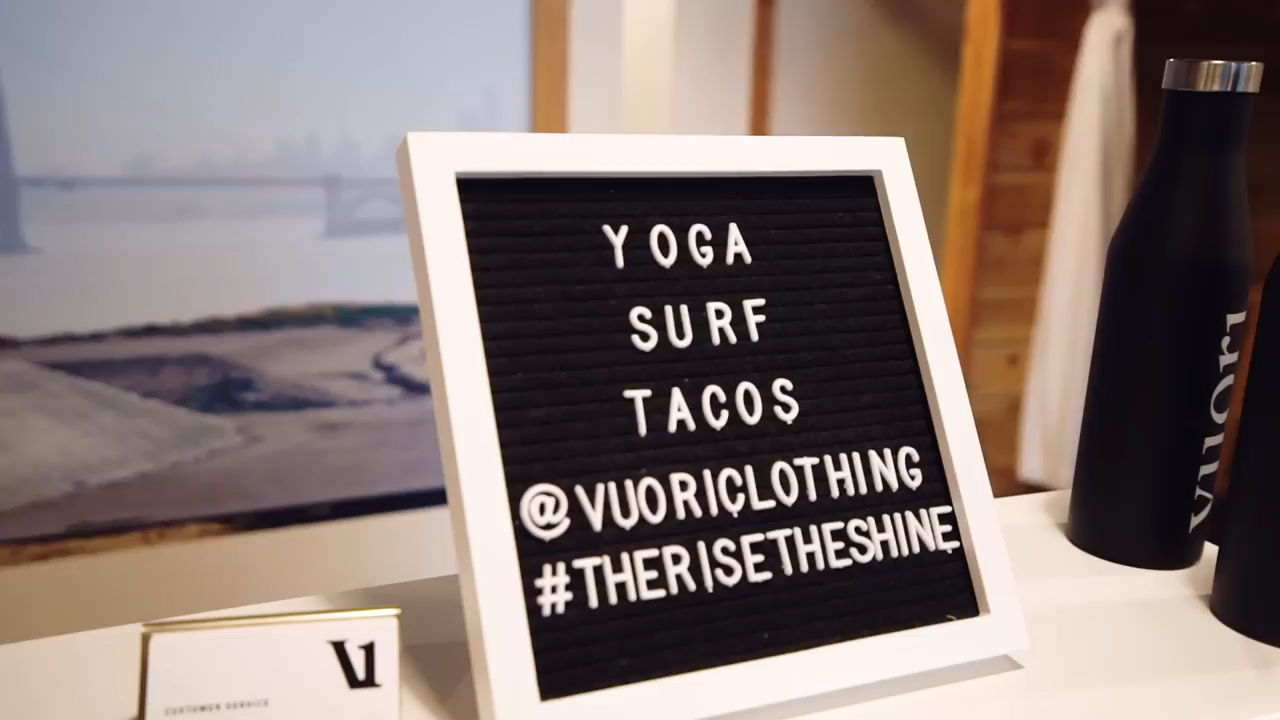 YOGA
SURF
TACOS
@VUORICLOTHING
#THERISETHESHINE
vuori
V1
CUSTOMER SERVICE